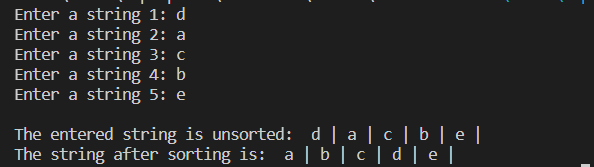 Enter a string 1: d
Enter a string 2: a
Enter a string 3: c
Enter a string 4: b
Enter a string 5: e
The entered string is unsorted:  d | a | c | b | e |
The string after sorting is:  a | b | c | d | e |